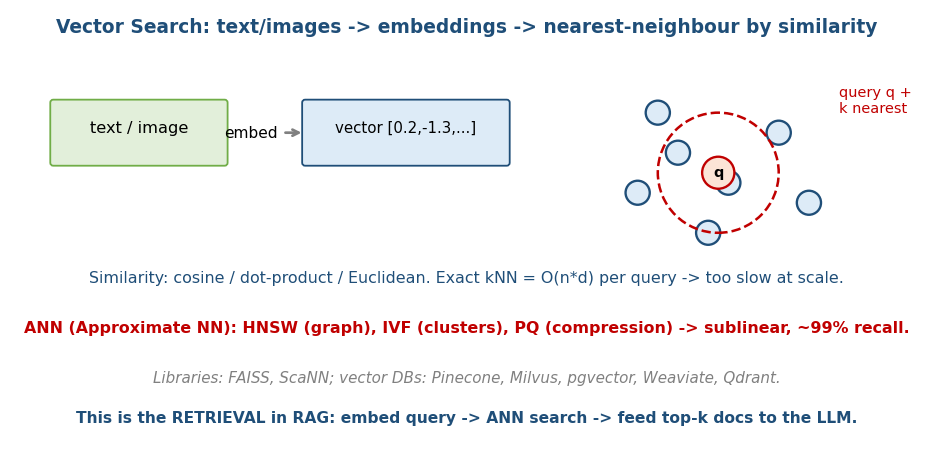 Vector Search: text/images -> embeddings -> nearest-neighbour by similarity
query q +
k nearest
text / image
embed
vector [0.2,-1.3,...]
q
Similarity: cosine / dot-product / Euclidean. Exact kNN = O(n*d) per query -> too slow at scale.
ANN (Approximate NN): HNSW (graph), IVF (clusters), PQ (compression) -> sublinear, ~99% recall.
Libraries: FAISS, ScaNN; vector DBs: Pinecone, Milvus, pgvector, Weaviate, Qdrant.
This is the RETRIEVAL in RAG: embed query -> ANN search -> feed top-k docs to the LLM.